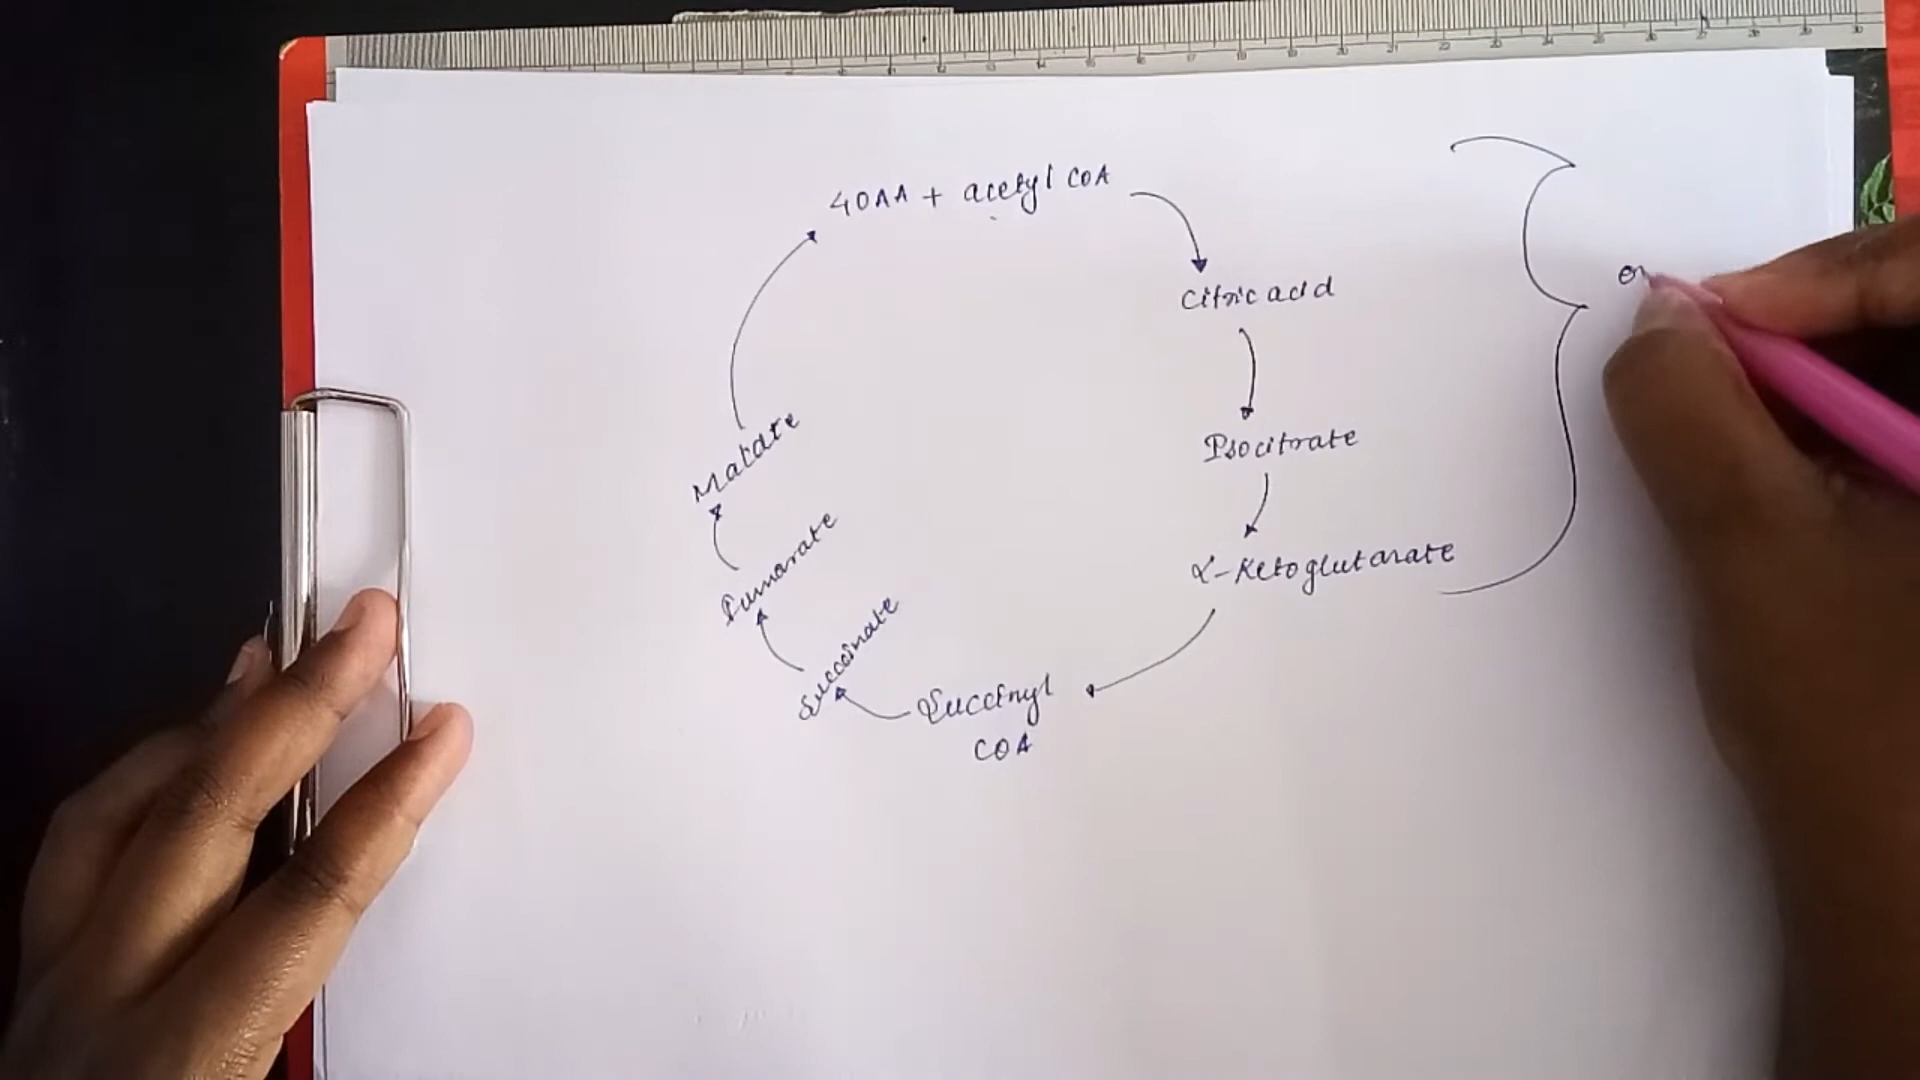 4OAA + acetyl COA
Citric acid
Isocitrate
α-Ketoglutarate
Succinyl
COA
Succinate
Fumarate
Malate